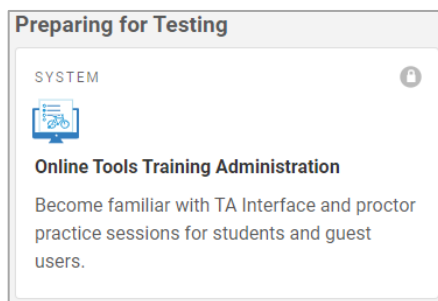 Preparing for Testing
SYSTEM
Online Tools Training Administration
Become familiar with TA Interface and proctor
practice sessions for students and guest
users.